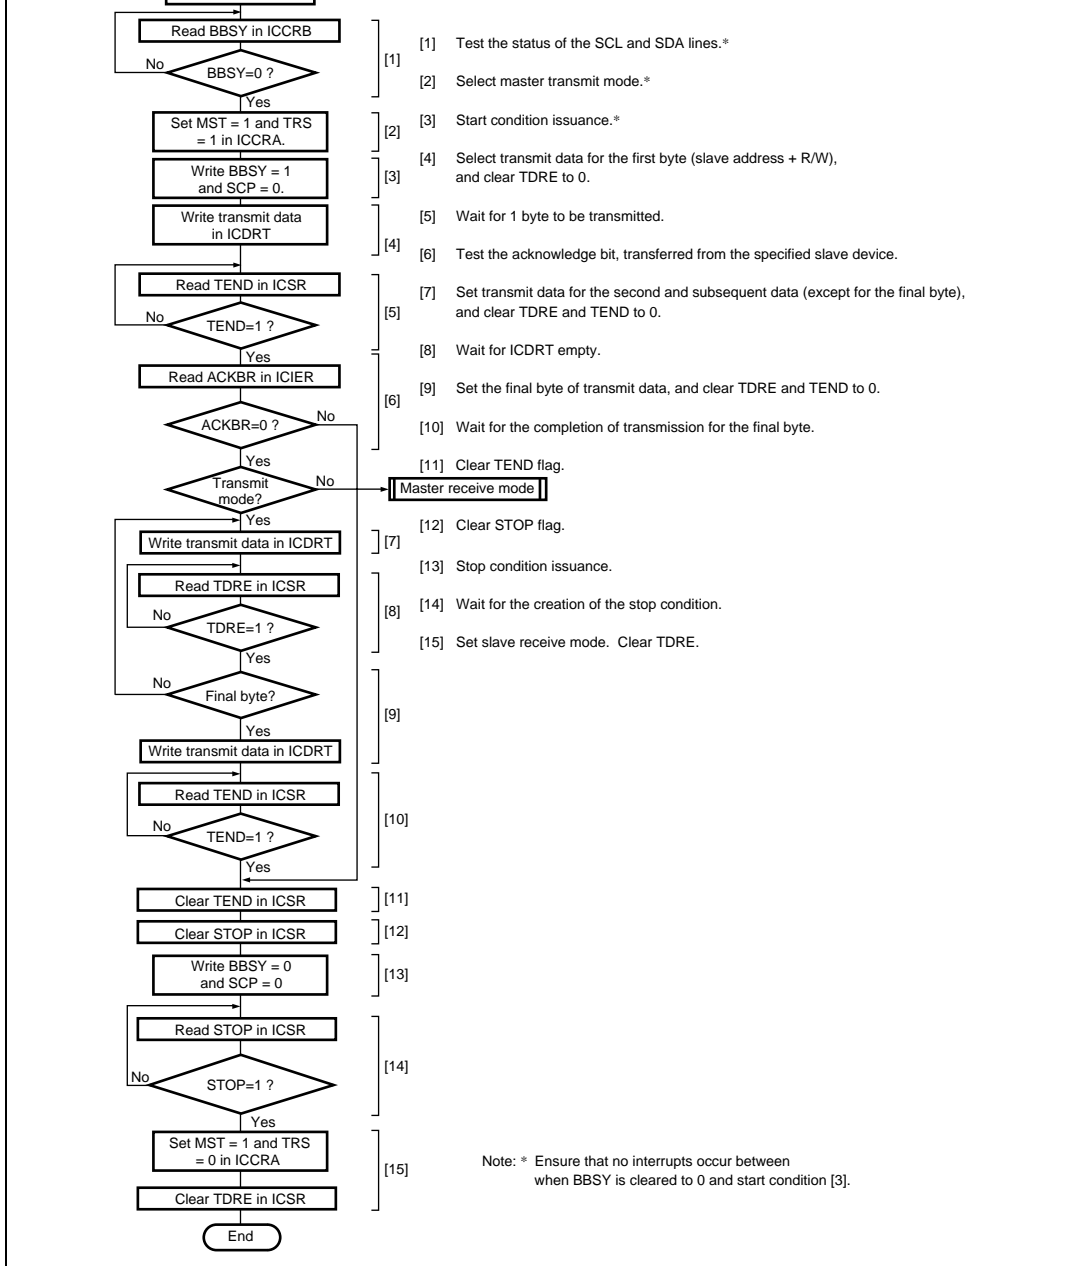 Read BBSY in ICCRB
No
BBSY=0 ?
Yes
[1]
Set MST = 1 and TRS
= 1 in ICCRA.
[2]
Write BBSY = 1
and SCP = 0.
[3]
Write transmit data
in ICDRT
[4]
Read TEND in ICSR
No
TEND=1 ?
Yes
[5]
Read ACKBR in ICIER
[6]
No
ACKBR=0 ?
Yes
Transmit
mode?
No
Master receive mode
Yes
Write transmit data in ICDRT
[7]
Read TDRE in ICSR
No
TDRE=1 ?
Yes
[8]
No
Final byte?
Yes
[9]
Write transmit data in ICDRT
Read TEND in ICSR
No
TEND=1 ?
Yes
[10]
Clear TEND in ICSR
[11]
Clear STOP in ICSR
[12]
Write BBSY = 0
and SCP = 0
[13]
Read STOP in ICSR
No
STOP=1 ?
Yes
[14]
Set MST = 1 and TRS
= 0 in ICCRA
[15]
Clear TDRE in ICSR
End
[1] Test the status of the SCL and SDA lines.*
[2] Select master transmit mode.*
[3] Start condition issuance.*
[4] Select transmit data for the first byte (slave address + R/W),
and clear TDRE to 0.
[5] Wait for 1 byte to be transmitted.
[6] Test the acknowledge bit, transferred from the specified slave device.
[7] Set transmit data for the second and subsequent data (except for the final byte),
and clear TDRE and TEND to 0.
[8] Wait for ICDRT empty.
[9] Set the final byte of transmit data, and clear TDRE and TEND to 0.
[10] Wait for the completion of transmission for the final byte.
[11] Clear TEND flag.
[12] Clear STOP flag.
[13] Stop condition issuance.
[14] Wait for the creation of the stop condition.
[15] Set slave receive mode. Clear TDRE.
Note: * Ensure that no interrupts occur between
when BBSY is cleared to 0 and start condition [3].